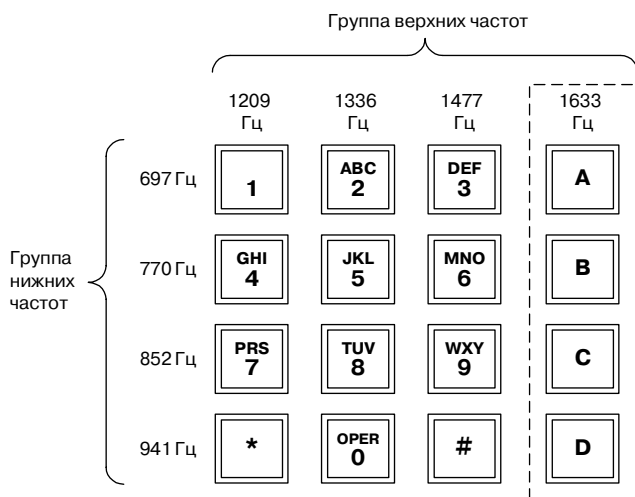 Группа верхних частот
1209 1336 1477 1633
Гц Гц Гц Гц
697 Гц 1 ABC 2 DEF 3 A
Группа нижних частот
770 Гц GHI 4 JKL 5 MNO 6 B
852 Гц PRS 7 TUV 8 WXY 9 C
941 Гц * OPER 0 # D